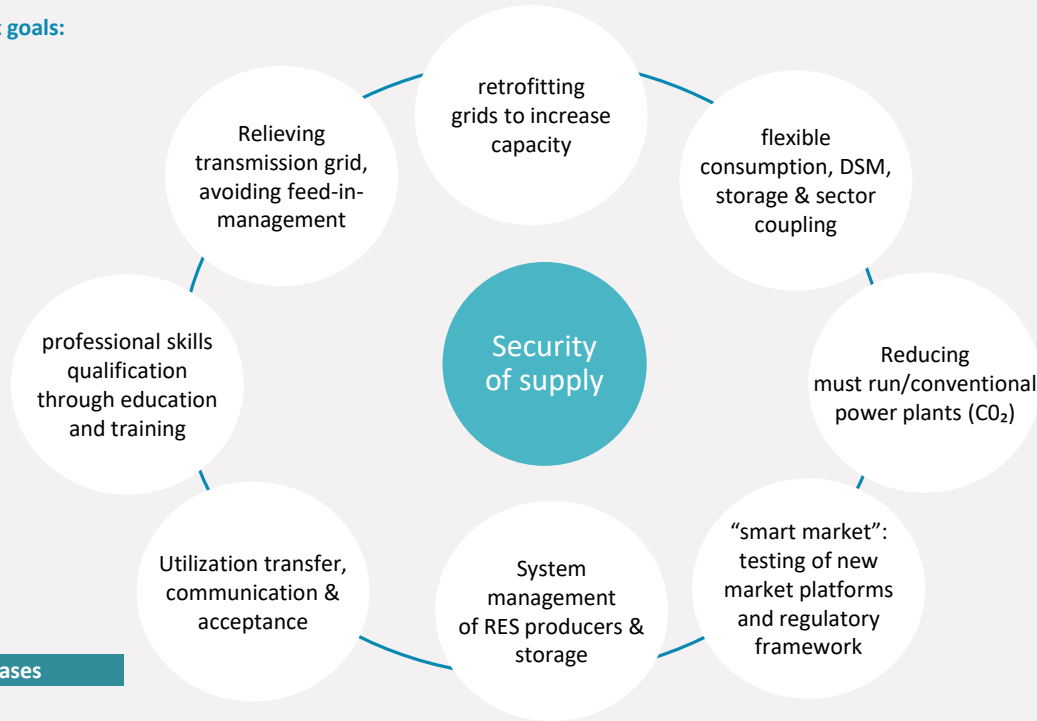 t goals:
retrofitting
grids to increase
capacity
Relieving
transmission grid,
avoiding feed-in-
management
flexible
consumption, DSM,
storage & sector
coupling
Security
of supply
professional skills
qualification
through education
and training
Reducing
must run/conventional
power plants (C0₂)
Utilization transfer,
communication &
acceptance
System
management
of RES producers &
storage
“smart market”:
testing of new
market platforms
and regulatory
framework
ases